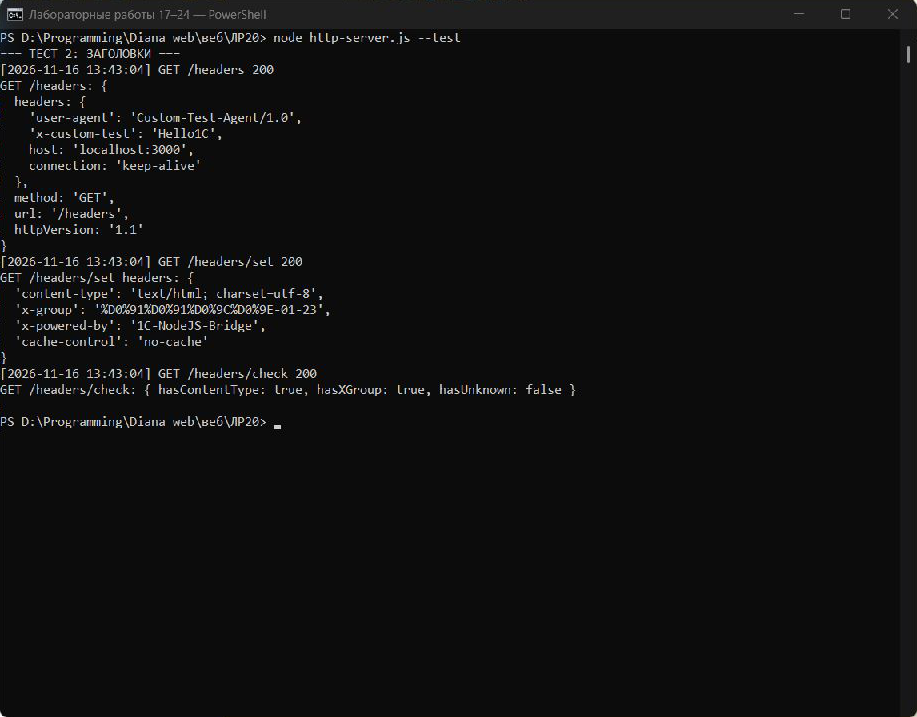 Лабораторные работы 17–24 — PowerShell
PS D:\Programming\Diana web\веб\ЛР20> node http-server.js --test
=== ТЕСТ 2: ЗАГОЛОВКИ ===
[2026-11-16 13:43:04] GET /headers 200
GET /headers: {
  headers: {
    'user-agent': 'Custom-Test-Agent/1.0',
    'x-custom-test': 'Hello1C',
    host: 'localhost:3000',
    connection: 'keep-alive'
  },
  method: 'GET',
  url: '/headers',
  httpVersion: '1.1'
}
[2026-11-16 13:43:04] GET /headers/set 200
GET /headers/set headers: {
  'content-type': 'text/html; charset=utf-8',
  'x-group': '%D0%91%D0%91%D0%9C%D0%9E-01-23',
  'x-powered-by': '1C-NodeJS-Bridge',
  'cache-control': 'no-cache'
}
[2026-11-16 13:43:04] GET /headers/check 200
GET /headers/check: { hasContentType: true, hasXGroup: true, hasUnknown: false }
PS D:\Programming\Diana web\веб\ЛР20>